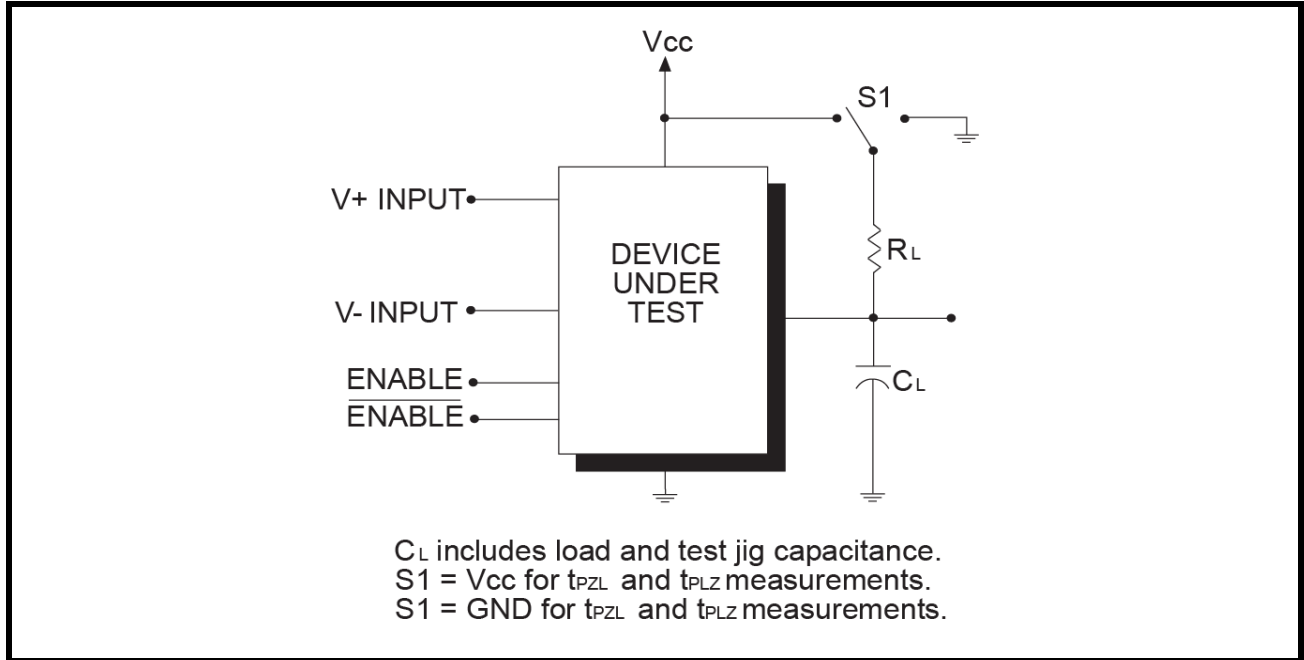 Vcc
S1
V+ INPUT
DEVICE
UNDER
TEST
RL
V- INPUT
CL
ENABLE
ENABLE
CL includes load and test jig capacitance.
S1 = Vcc for tPZL and tPLZ measurements.
S1 = GND for tPZL and tPLZ measurements.